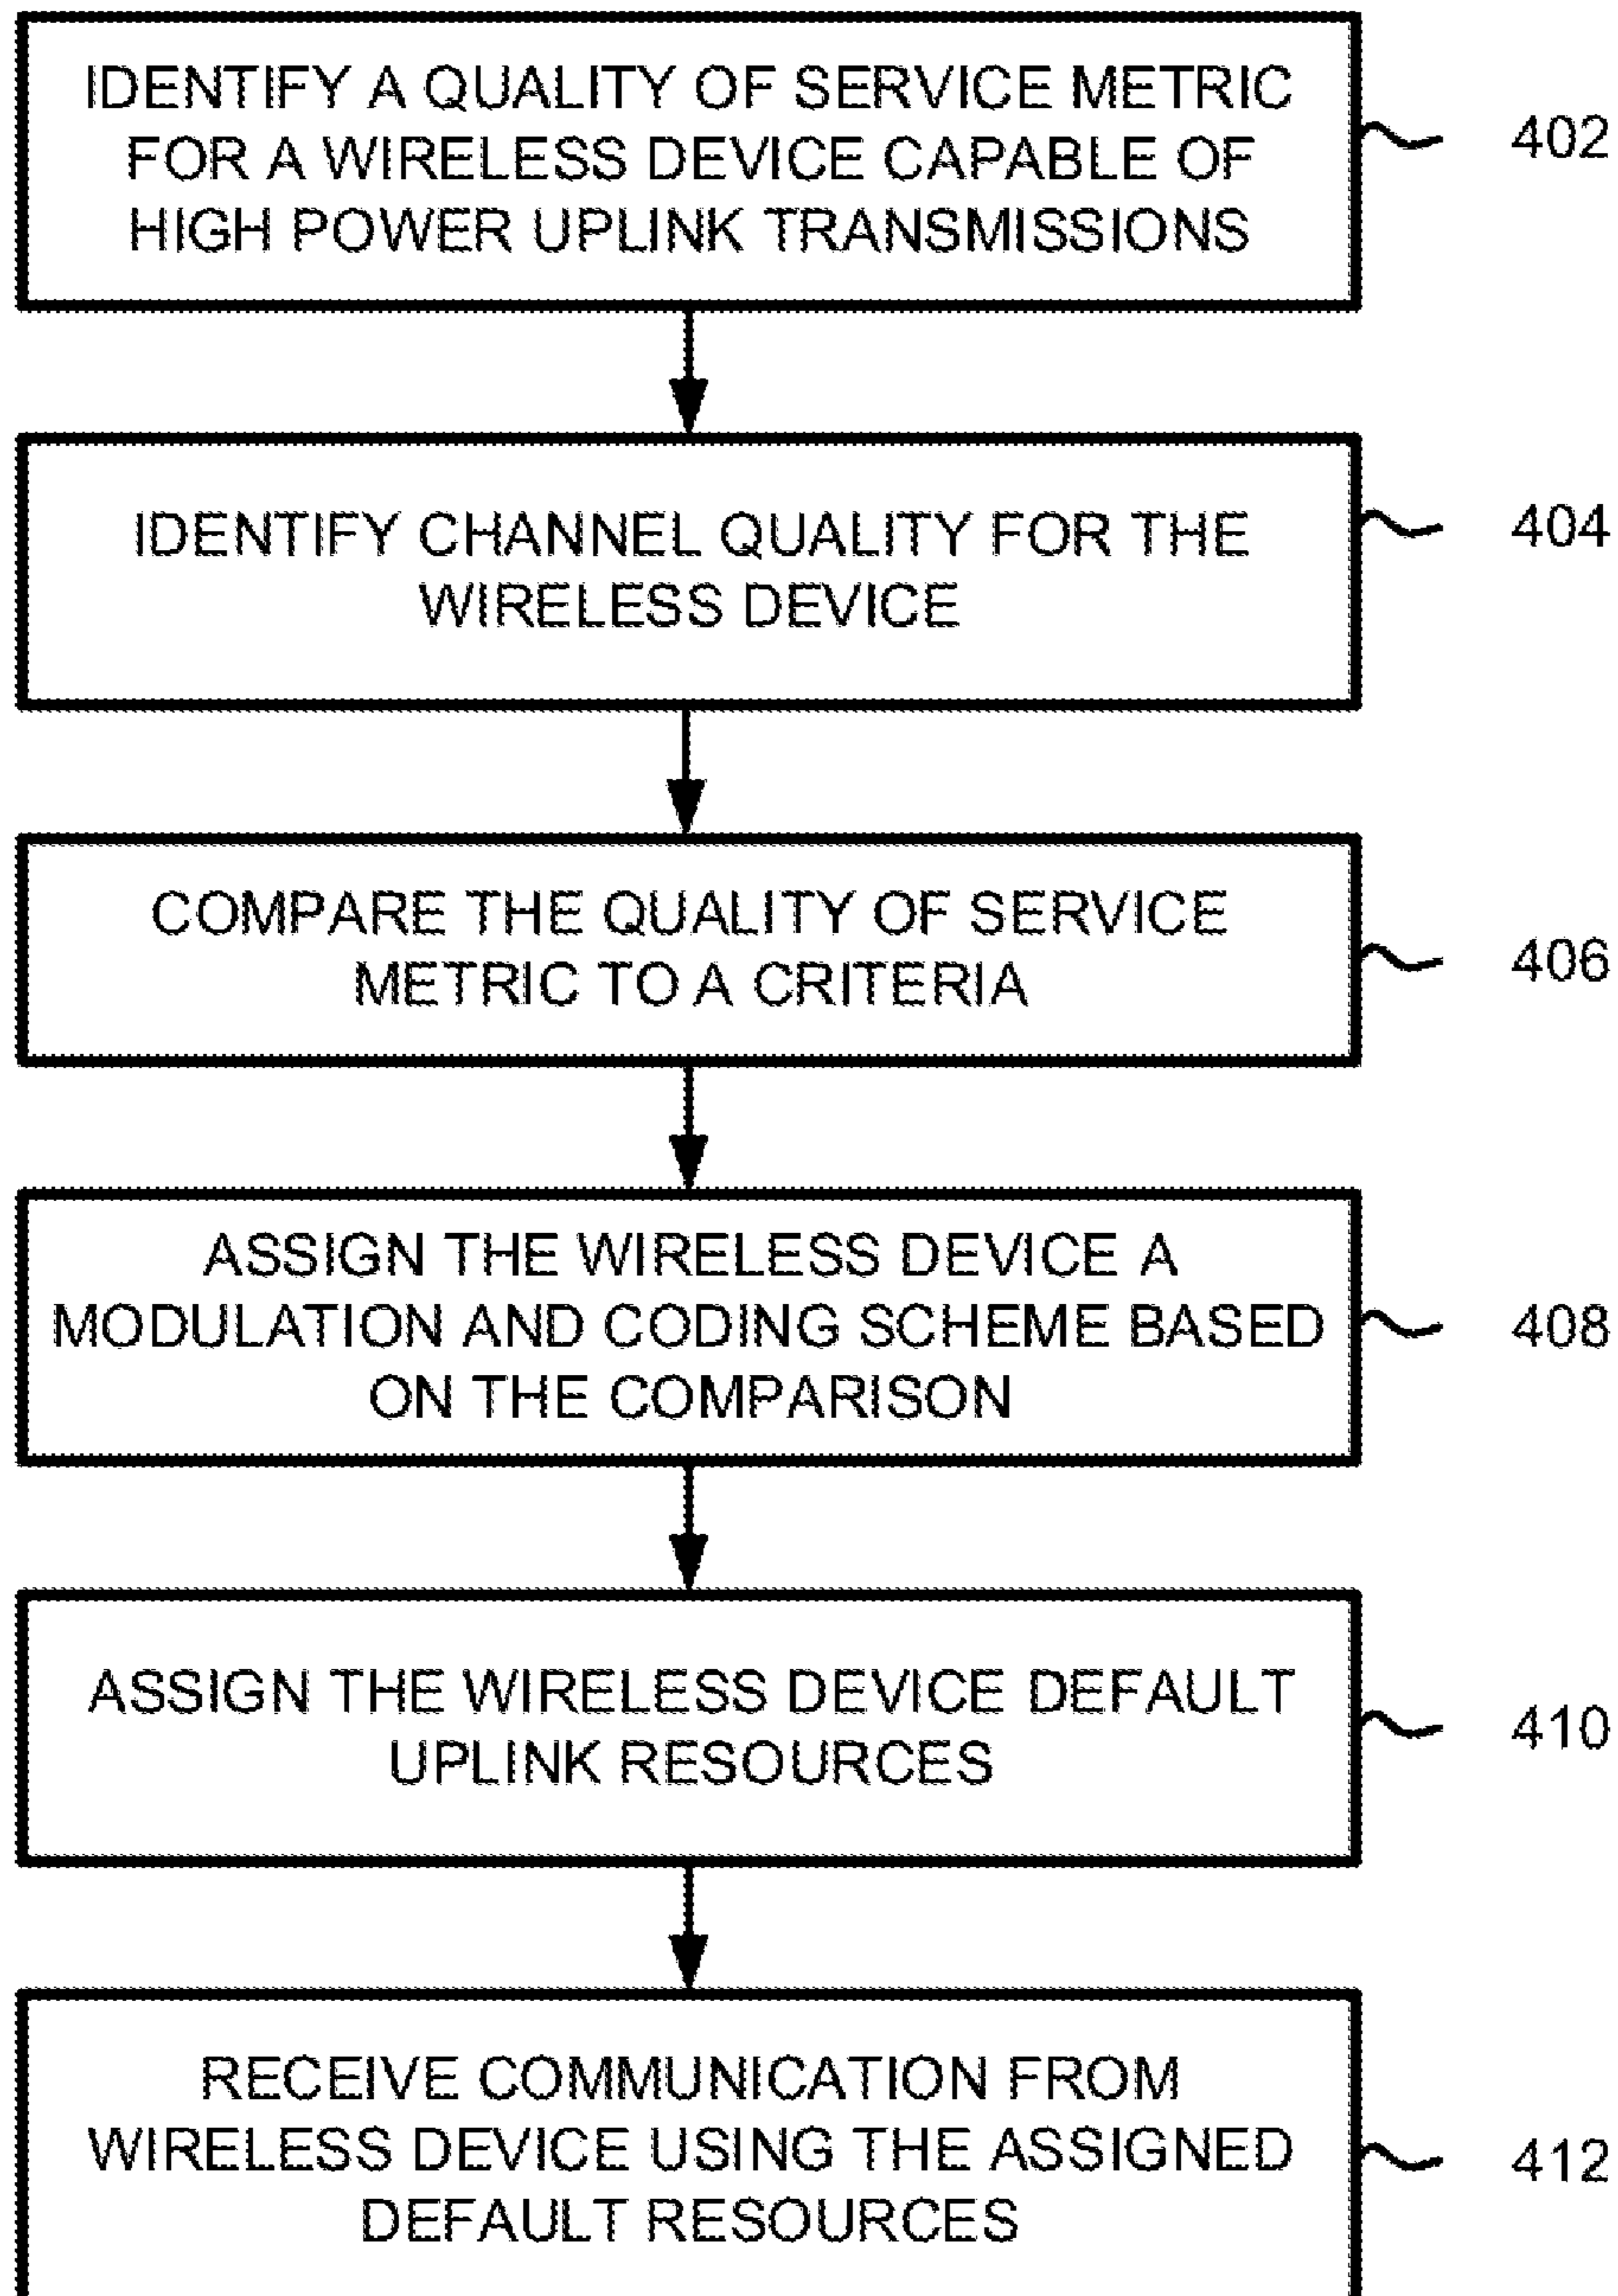 IDENTIFY A QUALITY OF SERVICE METRIC
FOR A WIRELESS DEVICE CAPABLE OF
HIGH POWER UPLINK TRANSMISSIONS
402
IDENTIFY CHANNEL QUALITY FOR THE
WIRELESS DEVICE
404
COMPARE THE QUALITY OF SERVICE
METRIC TO A CRITERIA
406
ASSIGN THE WIRELESS DEVICE A
MODULATION AND CODING SCHEME BASED
ON THE COMPARISON
408
ASSIGN THE WIRELESS DEVICE DEFAULT
UPLINK RESOURCES
410
RECEIVE COMMUNICATION FROM
WIRELESS DEVICE USING THE ASSIGNED
DEFAULT RESOURCES
412